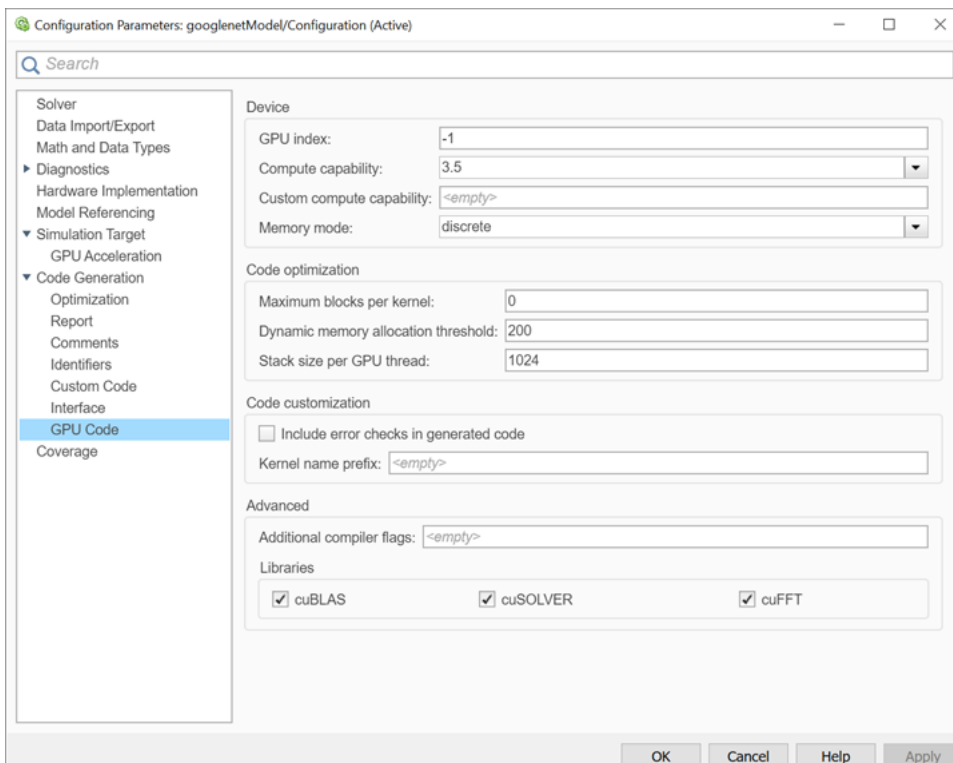 Configuration Parameters: googlenetModel/Configuration (Active)
Search
Solver
Data Import/Export
Math and Data Types
Diagnostics
Hardware Implementation
Model Referencing
Simulation Target
GPU Acceleration
Code Generation
Optimization
Report
Comments
Identifiers
Custom Code
Interface
GPU Code
Coverage
Device
GPU index: -1
Compute capability: 3.5
Custom compute capability: <empty>
Memory mode: discrete
Code optimization
Maximum blocks per kernel: 0
Dynamic memory allocation threshold: 200
Stack size per GPU thread: 1024
Code customization
Include error checks in generated code
Kernel name prefix: <empty>
Advanced
Additional compiler flags: <empty>
Libraries
cuBLAS cuSOLVER cuFFT
OK Cancel Help Apply